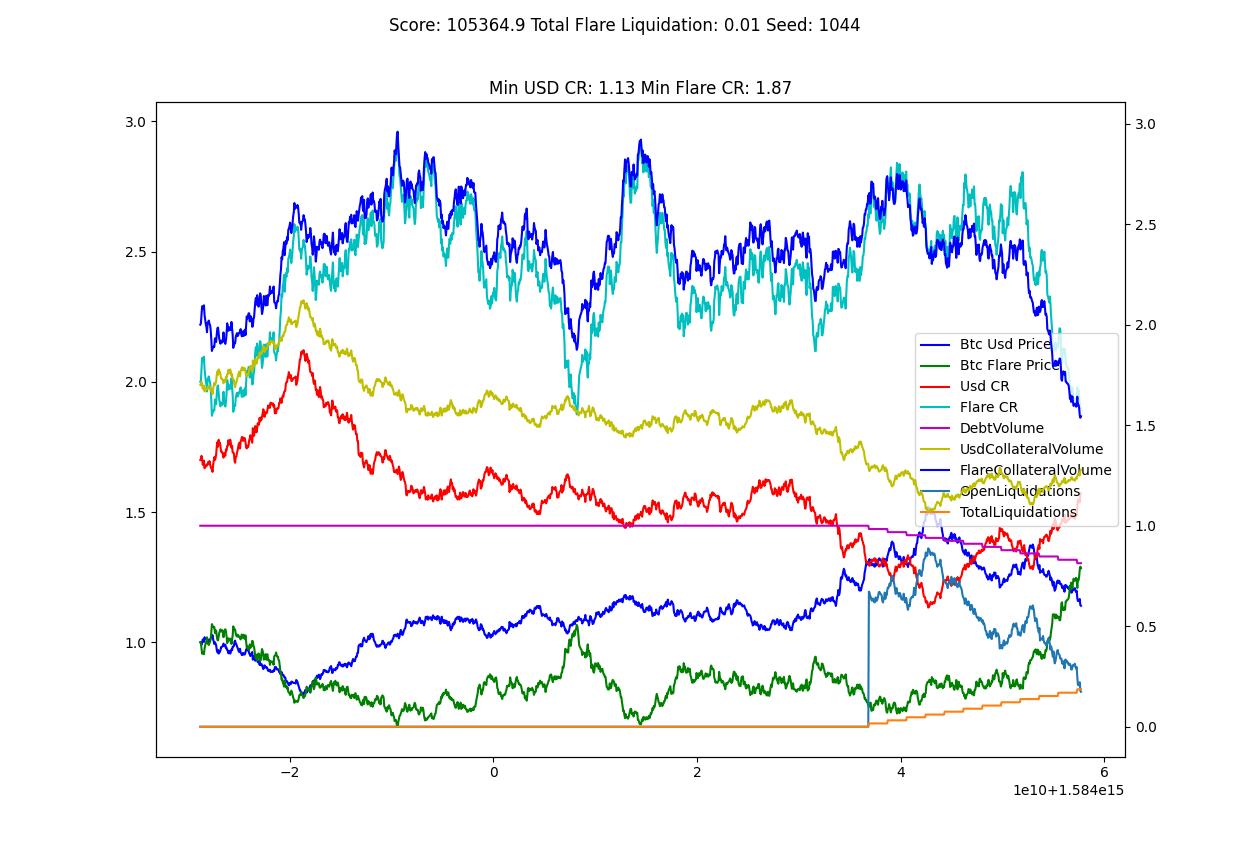 Score: 105364.9 Total Flare Liquidation: 0.01 Seed: 1044
Min USD CR: 1.13 Min Flare CR: 1.87
3.0
2.5
2.0
1.5
1.0
3.0
2.5
2.0
1.5
1.0
0.5
0.0
Btc Usd Price
Btc Flare Price
Usd CR
Flare CR
DebtVolume
UsdCollateralVolume
FlareCollateralVolume
OpenLiquidations
TotalLiquidations
−2 0 2 4 6
1e10+1.584e15